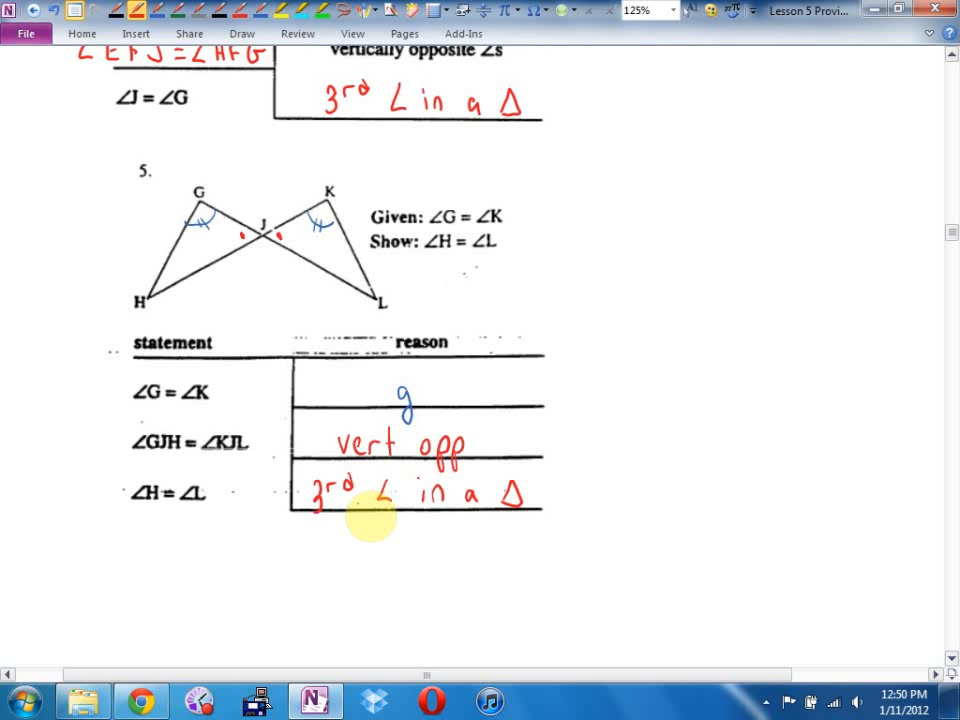 125%
Lesson 5 Provi...
File Home Insert Share Draw Review View Pages Add-Ins
vertically opposite ∠s
∠J = ∠G
3rd ∠ in a Δ
5.
G K
J
H L
Given: ∠G = ∠K
Show: ∠H = ∠L
statement reason
∠G = ∠K g
∠GJH = ∠KJL vert opp
∠H = ∠L 3rd ∠ in a Δ
12:50 PM
1/11/2012